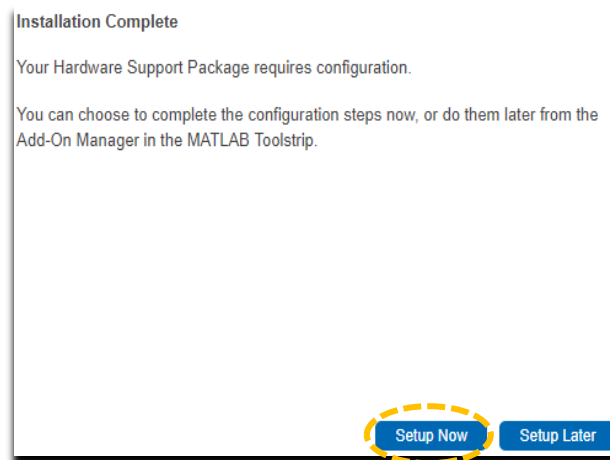 Installation Complete
Your Hardware Support Package requires configuration.
You can choose to complete the configuration steps now, or do them later from the
Add-On Manager in the MATLAB Toolstrip.
Setup Now
Setup Later